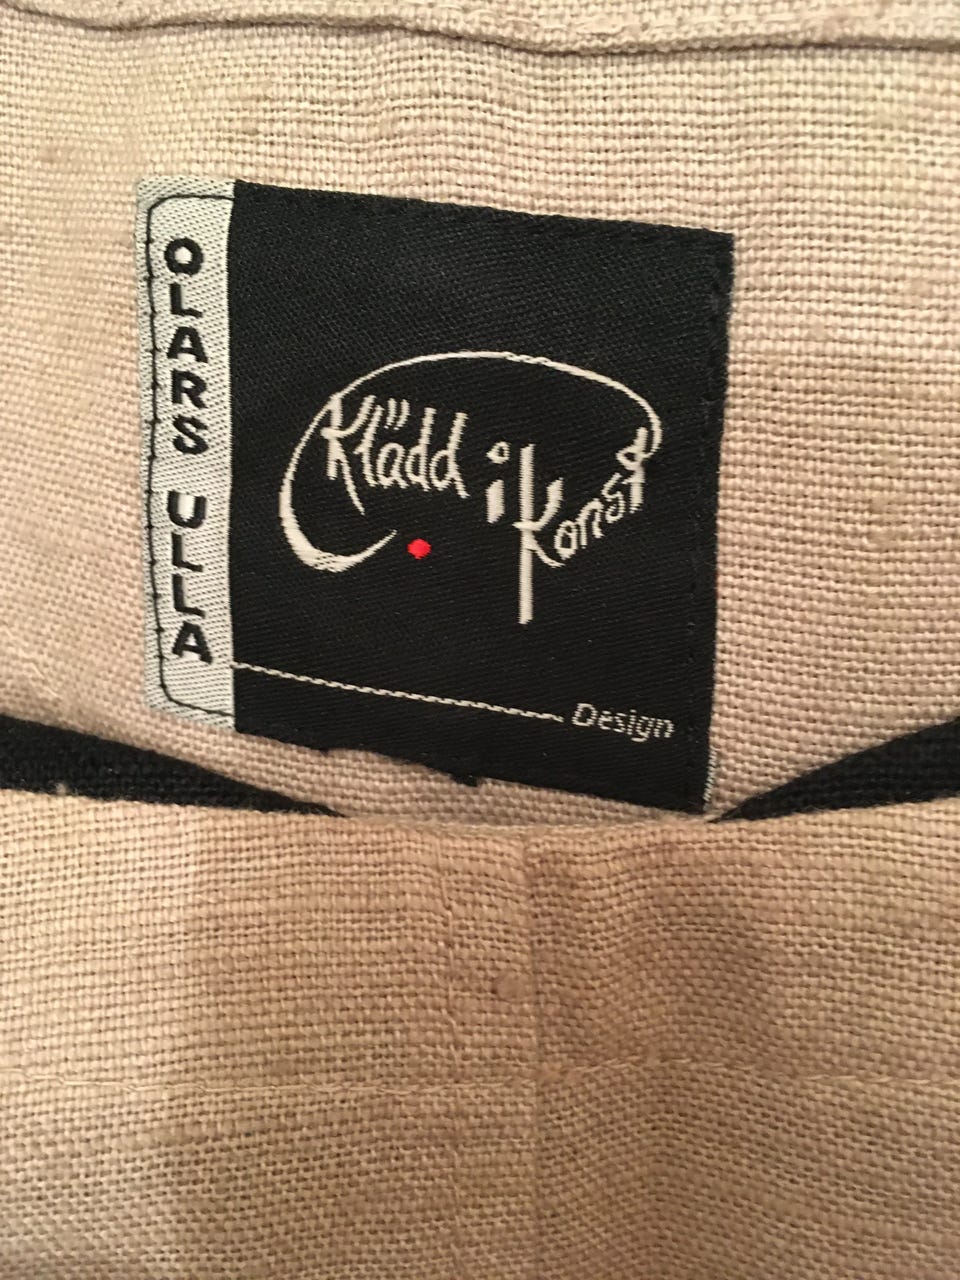 OLARS ULLA
Klädd i Konst
Design